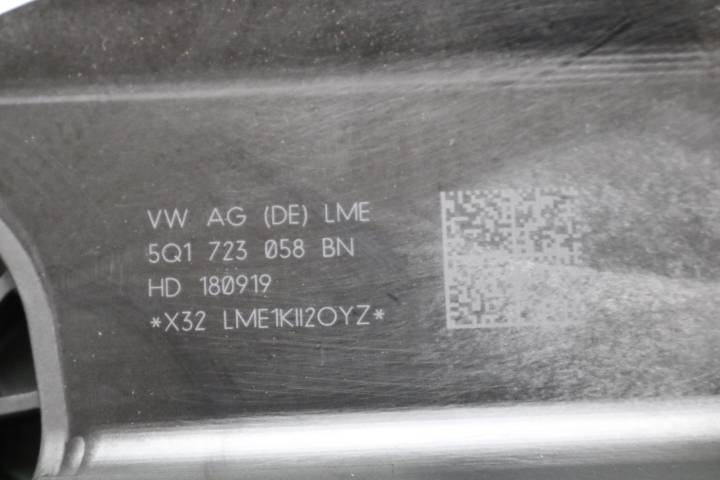 VW AG (DE) LME
5Q1 723 058 BN
HD 180919
*X32 LME1KII2OYZ*